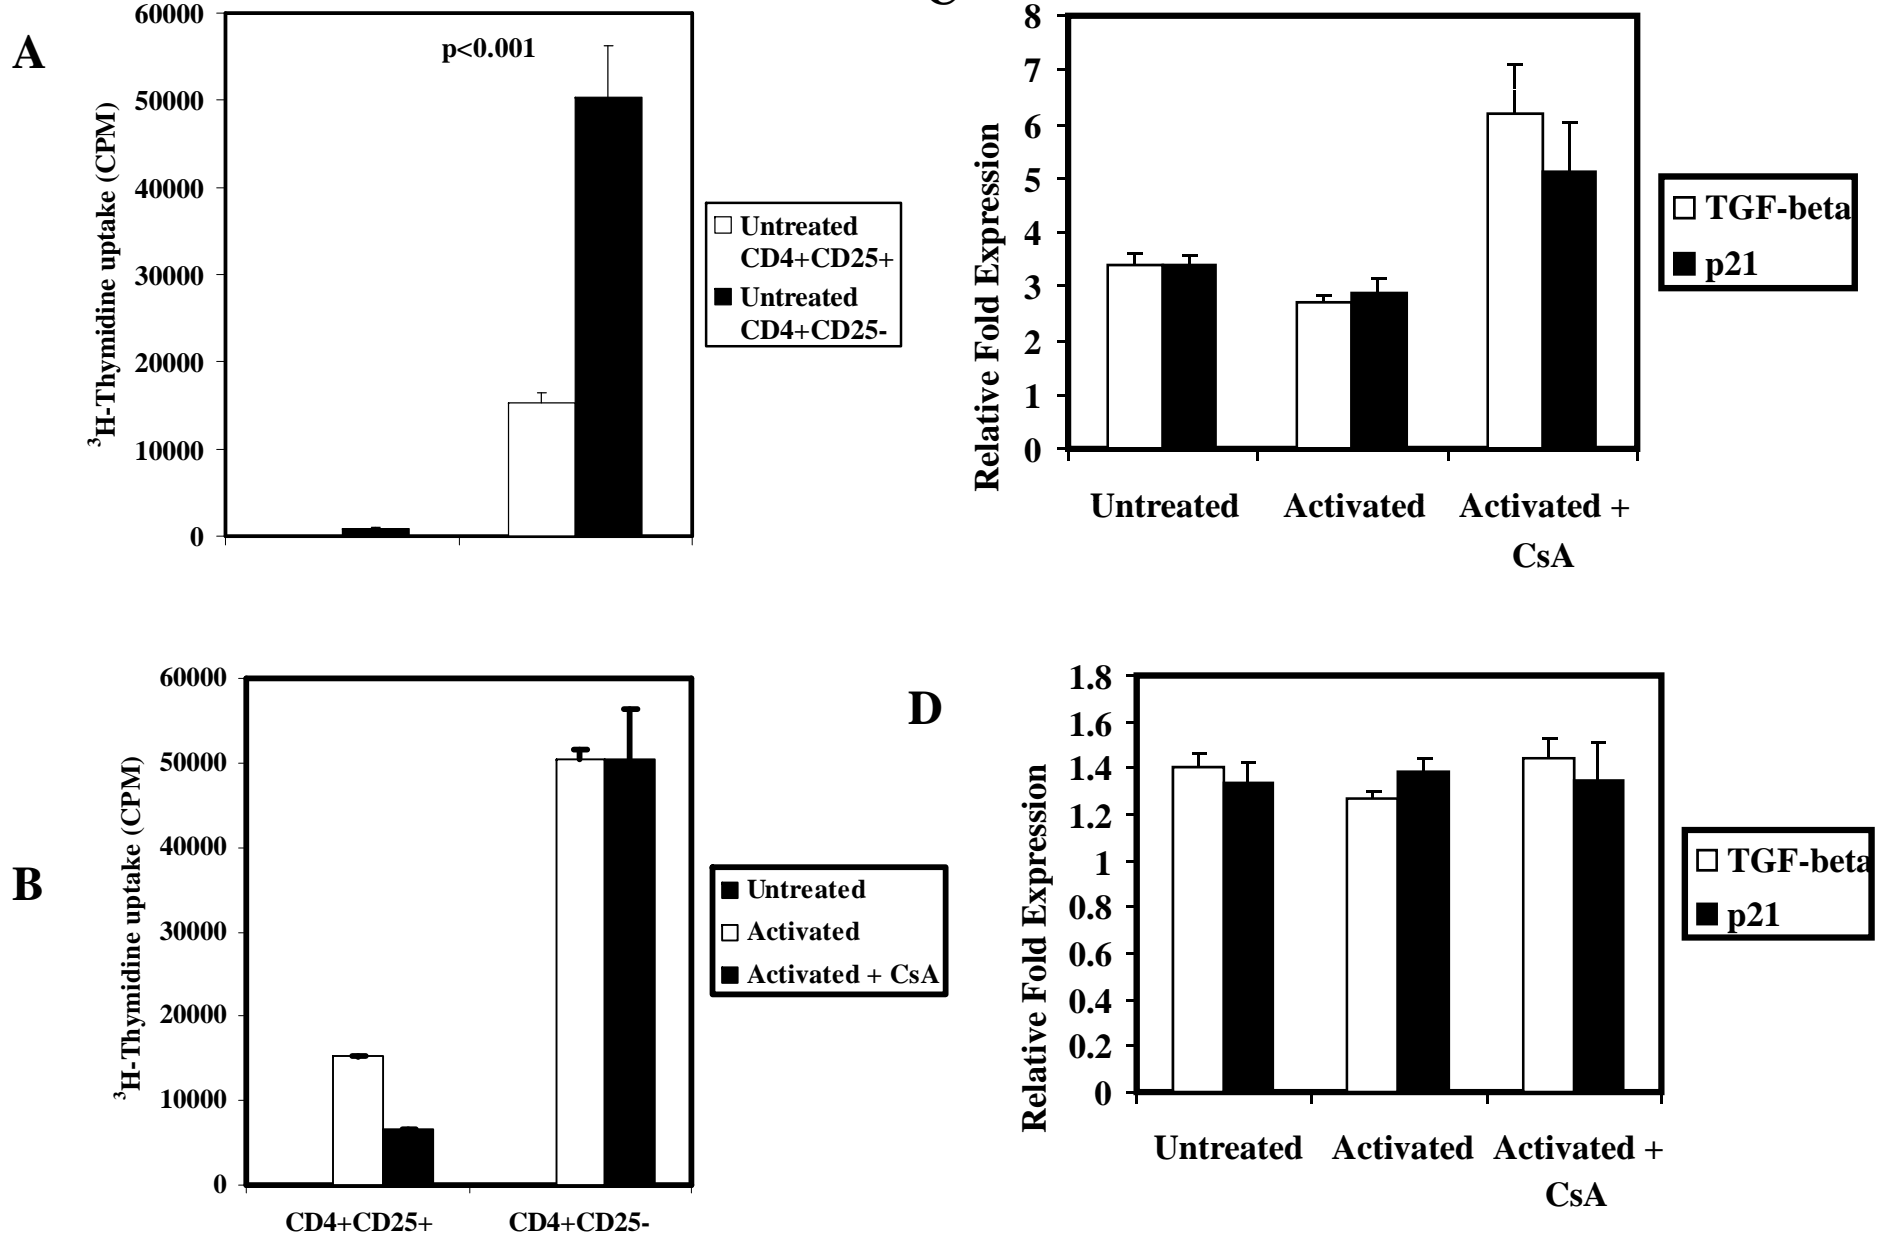 A
60000
50000
40000
30000
20000
10000
0
³H-Thymidine uptake (CPM)
p<0.001
Untreated
CD4+CD25+
Untreated
CD4+CD25-
8
7
6
5
4
3
2
1
0
Relative Fold Expression
Untreated
Activated
Activated +
CsA
TGF-beta
p21
B
60000
50000
40000
30000
20000
10000
0
³H-Thymidine uptake (CPM)
CD4+CD25+
CD4+CD25-
Untreated
Activated
Activated + CsA
D
1.8
1.6
1.4
1.2
1
0.8
0.6
0.4
0.2
0
Relative Fold Expression
Untreated
Activated
Activated +
CsA
TGF-beta
p21